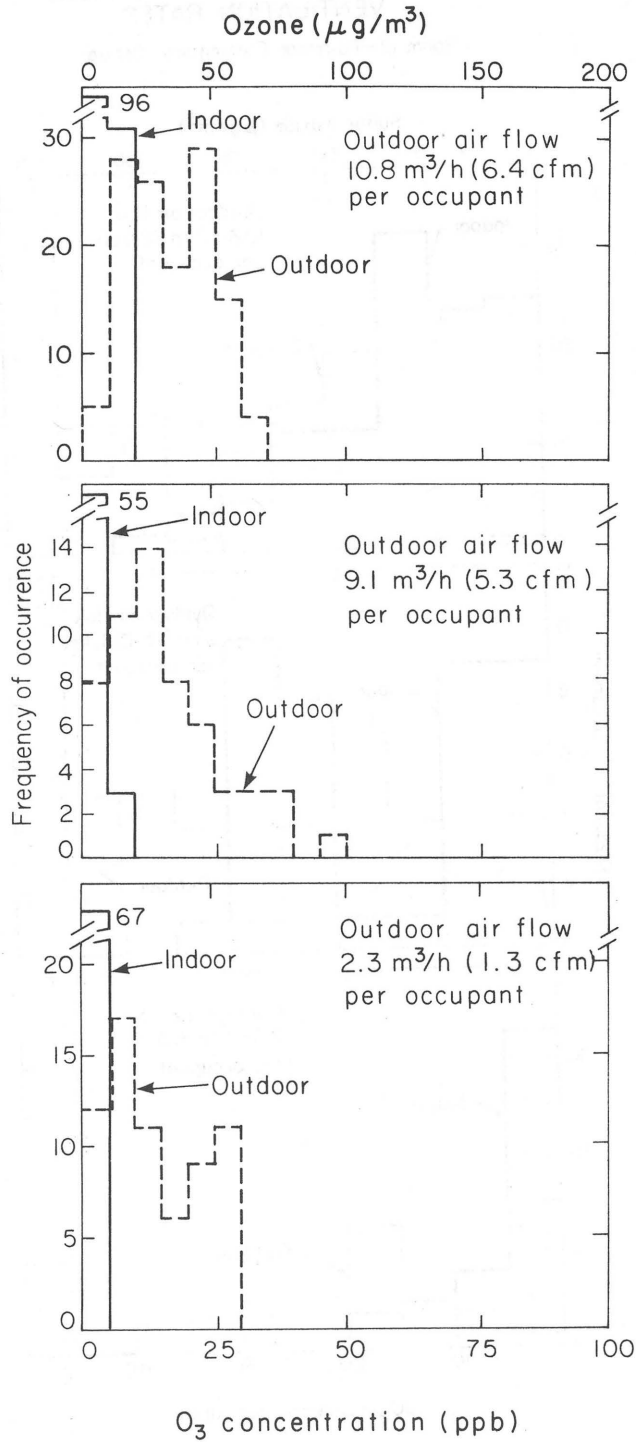 Ozone (μg/m³)
0 50 100 150 200
96
Indoor
Outdoor air flow
10.8 m³/h (6.4 cfm)
per occupant
Outdoor
30
20
10
0
55
Indoor
Outdoor air flow
9.1 m³/h (5.3 cfm)
per occupant
Outdoor
14
12
10
8
6
4
2
0
Frequency of occurrence
67
Indoor
Outdoor air flow
2.3 m³/h (1.3 cfm)
per occupant
Outdoor
20
15
10
5
0
0 25 50 75 100
O₃ concentration (ppb)